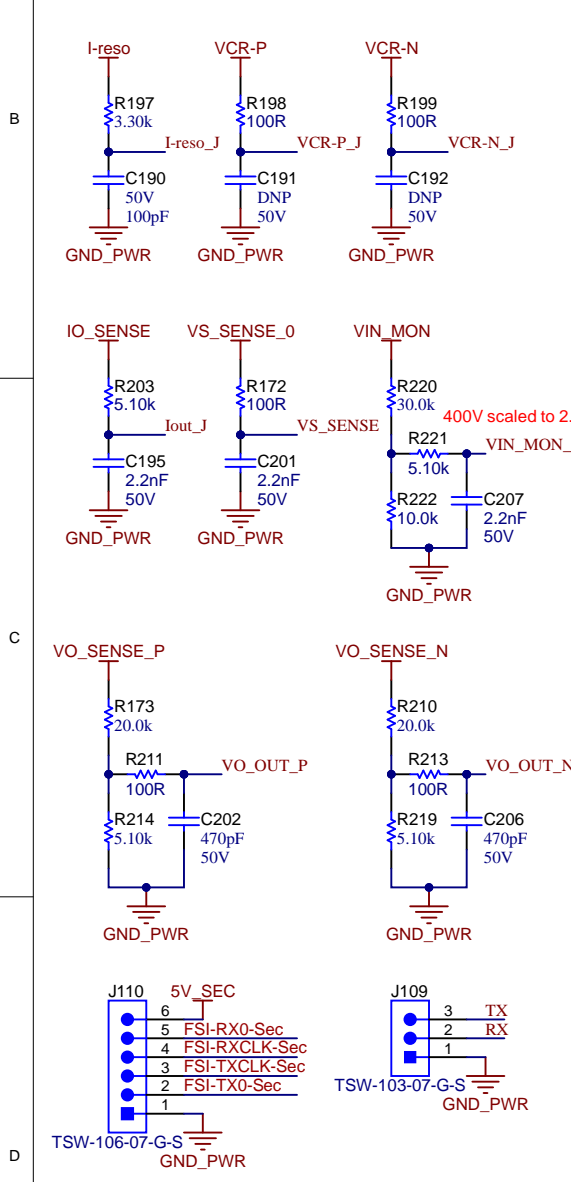 B
I-reso
R197
3.30k
I-reso_J
C190
50V
100pF
GND_PWR
VCR-P
R198
100R
VCR-P_J
C191
DNP
50V
GND_PWR
VCR-N
R199
100R
VCR-N_J
C192
DNP
50V
GND_PWR
IO_SENSE
R203
5.10k
Iout_J
C195
2.2nF
50V
GND_PWR
VS_SENSE_0
R172
100R
VS_SENSE
C201
2.2nF
50V
GND_PWR
VIN_MON
R220
30.0k
400V scaled to 2.
R221
5.10k
VIN_MON_
R222
10.0k
C207
2.2nF
50V
GND_PWR
C
VO_SENSE_P
R173
20.0k
R211
100R
VO_OUT_P
R214
5.10k
C202
470pF
50V
GND_PWR
VO_SENSE_N
R210
20.0k
R213
100R
VO_OUT_N
R219
5.10k
C206
470pF
50V
GND_PWR
J110
5V_SEC
6
5 FSI-RX0-Sec
4 FSI-RXCLK-Sec
3 FSI-TXCLK-Sec
2 FSI-TX0-Sec
1
TSW-106-07-G-S
GND_PWR
J109
3 TX
2 RX
1
TSW-103-07-G-S
GND_PWR
D